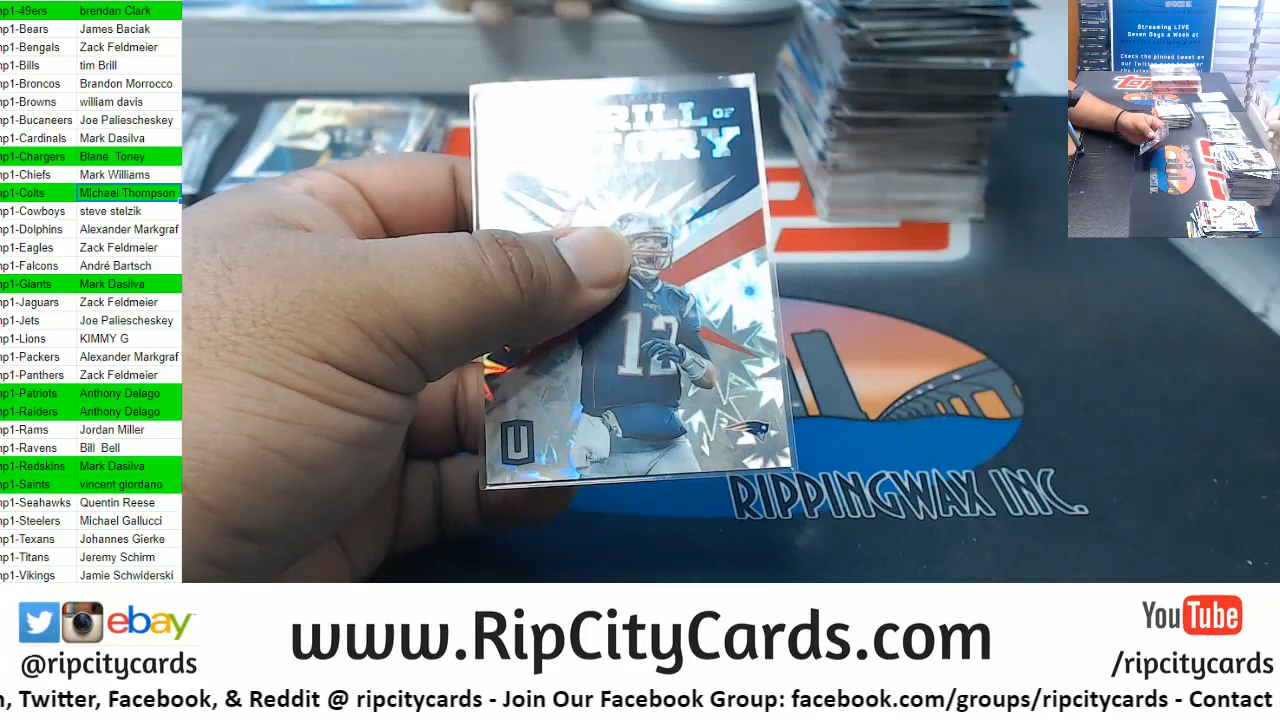 np1-49ers brendan Clark
np1-Bears James Baciak
np1-Bengals Zack Feldmeier
np1-Bills tim Brill
np1-Broncos Brandon Morrocco
np1-Browns william davis
np1-Bucaneers Joe Paliescheskey
np1-Cardinals Mark Dasilva
np1-Chargers Blane Toney
np1-Chiefs Mark Williams
np1-Colts Michael Thompson
np1-Cowboys steve stelzik
np1-Dolphins Alexander Markgraf
np1-Eagles Zack Feldmeier
np1-Falcons André Bartsch
np1-Giants Mark Dasilva
np1-Jaguars Zack Feldmeier
np1-Jets Joe Paliescheskey
np1-Lions KIMMY G
np1-Packers Alexander Markgraf
np1-Panthers Zack Feldmeier
np1-Patriots Anthony Delago
np1-Raiders Anthony Delago
np1-Rams Jordan Miller
np1-Ravens Bill Bell
np1-Redskins Mark Dasilva
np1-Saints vincent giordano
np1-Seahawks Quentin Reese
np1-Steelers Michael Gallucci
np1-Texans Johannes Gierke
np1-Titans Jeremy Schirm
np1-Vikings Jamie Schwiderski
RILL OF
TORY
12
U
RIPPINGWAX INC.
Streaming LIVE
Seven Days a Week at
Check the pinned tweet on
our Twitter
ebay
@ripcitycards
www.RipCityCards.com
YouTube
/ripcitycards
n, Twitter, Facebook, & Reddit @ ripcitycards - Join Our Facebook Group: facebook.com/groups/ripcitycards - Contact